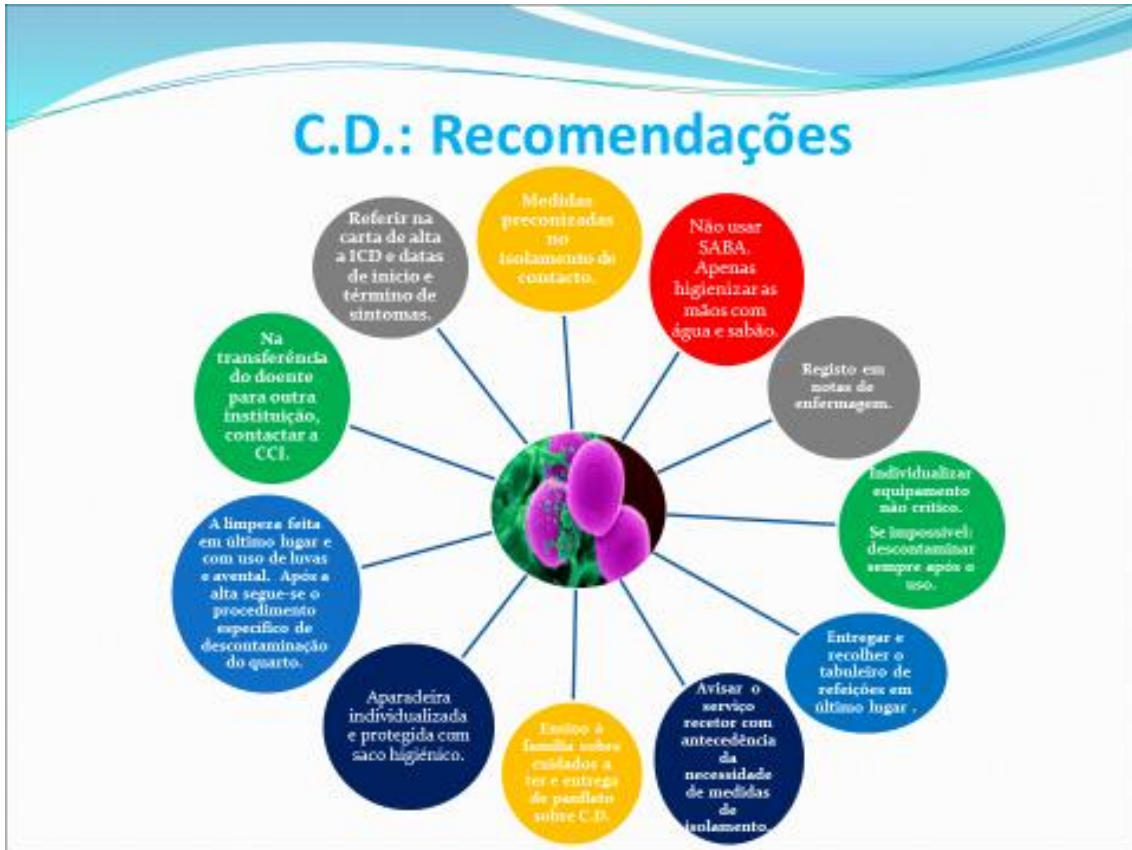 C.D.: Recomendações
Medidas
preconizadas
no
isolamento de
contacto.
Não usar
SABA.
Apenas
higienizar as
mãos com
água e sabão.
Registo em
notas de
enfermagem.
Individualizar
equipamento
não crítico.
Se impossível:
descontaminar
sempre após o
uso.
Entregar e
recolher o
tabuleiro de
refeições em
último lugar .
Avisar o
serviço recetor com
antecedência
da
necessidade
de medidas
de
isolamento.
Ensino à
família sobre
cuidados a
ter e entrega
de panfleto
sobre C.D.
Aparadeira
individualizada
e protegida com
saco higiénico.
A limpeza feita
em último lugar e
com uso de luvas
e avental. Após a
alta segue-se o
procedimento
específico de
descontaminação
do quarto.
Na
transferência
do doente
para outra
instituição,
contactar a
CCI.
Referir na
carta de alta
a ICD e datas
de início e
término de
sintomas.